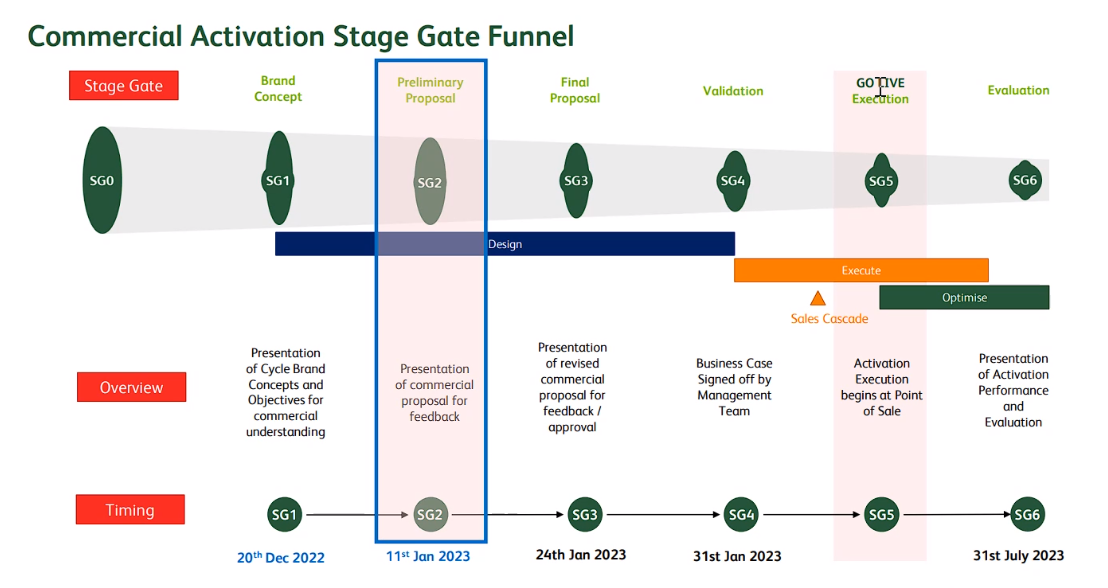 Commercial Activation Stage Gate Funnel
Stage Gate
Brand
Concept
Preliminary
Proposal
Final
Proposal
Validation
GO LIVE
Execution
Evaluation
SG0
SG1
SG2
SG3
SG4
SG5
SG6
Design
Execute
Optimise
Sales Cascade
Overview
Presentation
of Cycle Brand
Concepts and
Objectives for
commercial
understanding
Presentation
of commercial
proposal for
feedback
Presentation
of revised
commercial
proposal for
feedback /
approval
Business Case
Signed off by
Management
Team
Activation
Execution
begins at Point
of Sale
Presentation
of Activation
Performance
and
Evaluation
Timing
SG1
SG2
SG3
SG4
SG5
SG6
20th Dec 2022
11st Jan 2023
24th Jan 2023
31st Jan 2023
31st July 2023